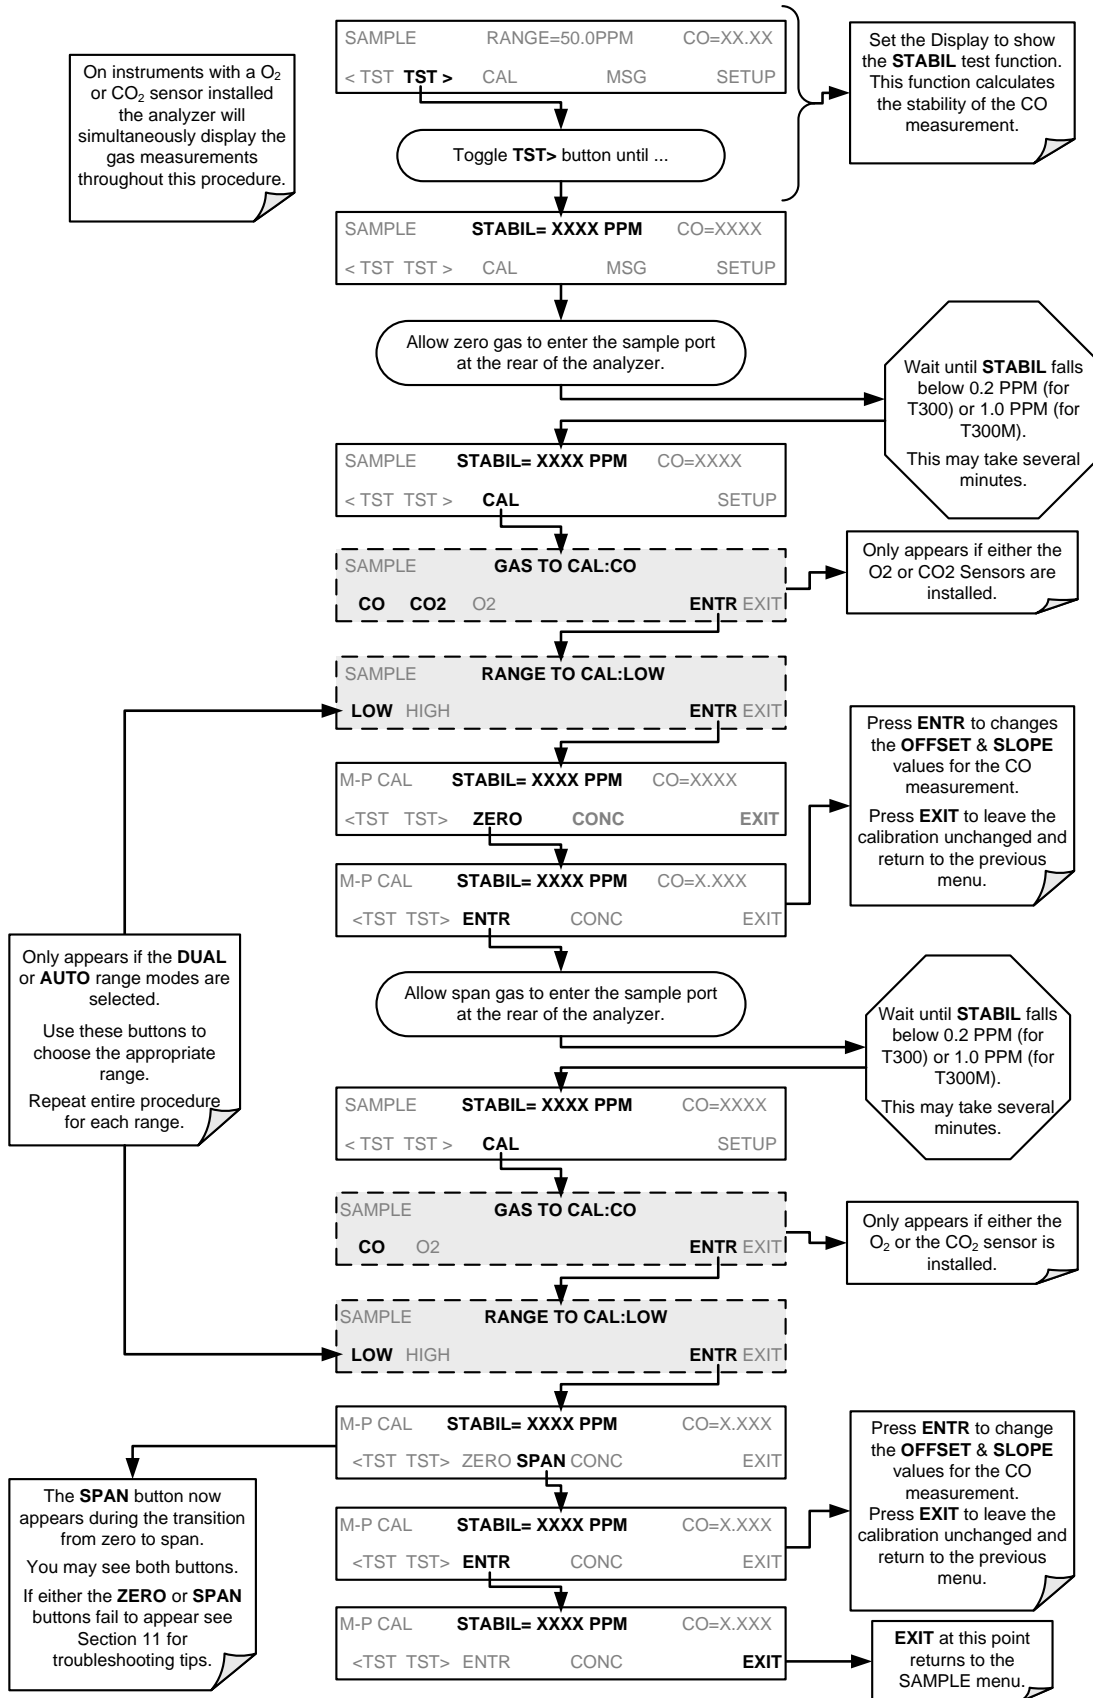 SAMPLE RANGE=50.0PPM CO=XX.XX
< TST TST > CAL MSG SETUP
Set the Display to show
the STABIL test function.
This function calculates
the stability of the CO
measurement.
On instruments with a O2
or CO2 sensor installed
the analyzer will
simultaneously display the
gas measurements
throughout this procedure.
Toggle TST> button until ...
SAMPLE STABIL= XXXX PPM CO=XXXX
< TST TST > CAL MSG SETUP
Allow zero gas to enter the sample port
at the rear of the analyzer.
Wait until STABIL falls
below 0.2 PPM (for
T300) or 1.0 PPM (for
T300M).
This may take several
minutes.
SAMPLE STABIL= XXXX PPM CO=XXXX
< TST TST > CAL SETUP
SAMPLE GAS TO CAL:CO
CO CO2 O2 ENTR EXIT
Only appears if either the
O2 or CO2 Sensors are
installed.
SAMPLE RANGE TO CAL:LOW
LOW HIGH ENTR EXIT
M-P CAL STABIL= XXXX PPM CO=XXXX
<TST TST> ZERO CONC EXIT
Press ENTR to changes
the OFFSET & SLOPE
values for the CO
measurement.
Press EXIT to leave the
calibration unchanged and
return to the previous
menu.
M-P CAL STABIL= XXXX PPM CO=X.XXX
<TST TST> ENTR CONC EXIT
Only appears if the DUAL
or AUTO range modes are
selected.
Use these buttons to
choose the appropriate
range.
Repeat entire procedure
for each range.
Allow span gas to enter the sample port
at the rear of the analyzer.
Wait until STABIL falls
below 0.2 PPM (for
T300) or 1.0 PPM (for
T300M).
This may take several
minutes.
SAMPLE STABIL= XXXX PPM CO=XXXX
< TST TST > CAL SETUP
SAMPLE GAS TO CAL:CO
CO O2 ENTR EXIT
Only appears if either the
O2 or the CO2 sensor is
installed.
SAMPLE RANGE TO CAL:LOW
LOW HIGH ENTR EXIT
M-P CAL STABIL= XXXX PPM CO=X.XXX
<TST TST> ZERO SPAN CONC EXIT
Press ENTR to change
the OFFSET & SLOPE
values for the CO
measurement.
Press EXIT to leave the
calibration unchanged and
return to the previous
menu.
The SPAN button now
appears during the transition
from zero to span.
You may see both buttons.
If either the ZERO or SPAN
buttons fail to appear see
Section 11 for
troubleshooting tips.
M-P CAL STABIL= XXXX PPM CO=X.XXX
<TST TST> ENTR CONC EXIT
M-P CAL STABIL= XXXX PPM CO=X.XXX
<TST TST> ENTR CONC EXIT
EXIT at this point
returns to the
SAMPLE menu.